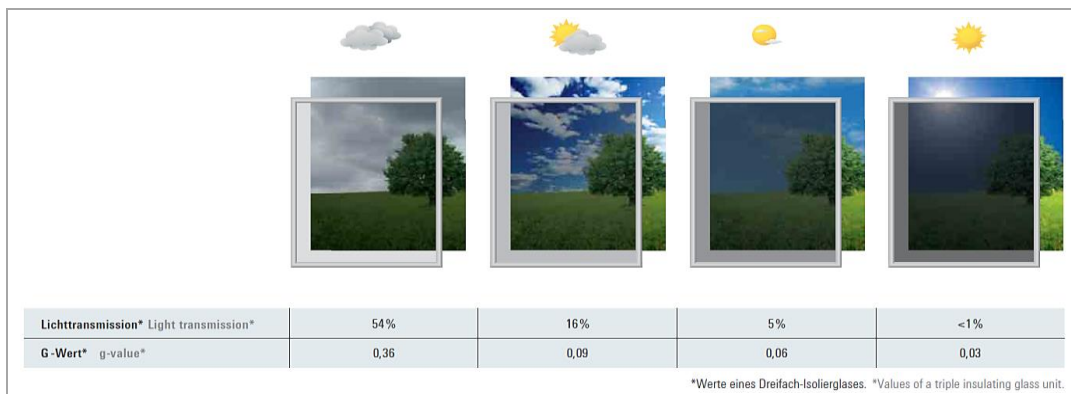 Lichttransmission* Light transmission* 54% 16% 5% <1%
G-Wert* g-value* 0,36 0,09 0,06 0,03
*Werte eines Dreifach-Isolierglases. *Values of a triple insulating glass unit.